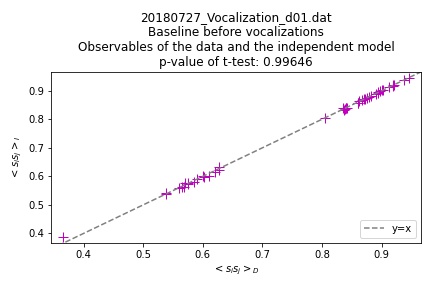 20180727_Vocalization_d01.dat
Baseline before vocalizations
Observables of the data and the independent model
p-value of t-test: 0.99646
< s_i s_j >_I
0.9
0.8
0.7
0.6
0.5
0.4
y=x
0.4 0.5 0.6 0.7 0.8 0.9
< s_i s_j >_D